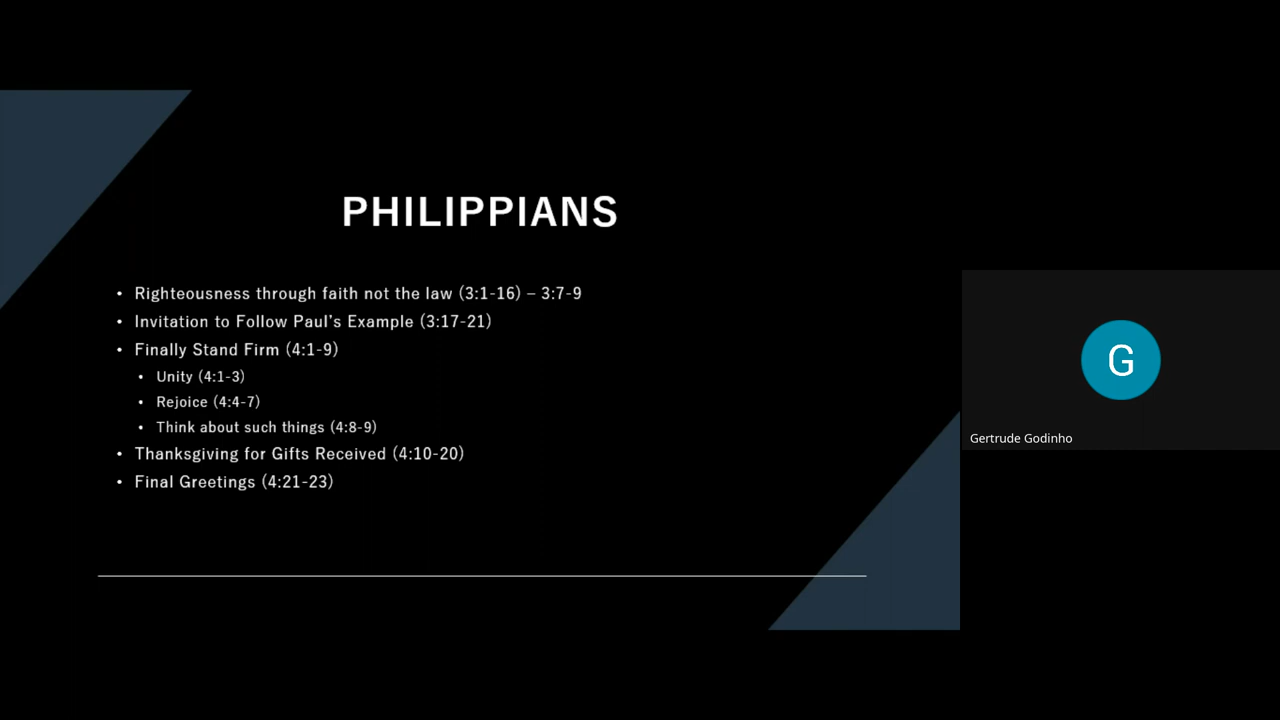 PHILIPPIANS
• Righteousness through faith not the law (3:1-16) – 3:7-9
• Invitation to Follow Paul's Example (3:17-21)
• Finally Stand Firm (4:1-9)
• Unity (4:1-3)
• Rejoice (4:4-7)
• Think about such things (4:8-9)
• Thanksgiving for Gifts Received (4:10-20)
• Final Greetings (4:21-23)
G
Gertrude Godinho